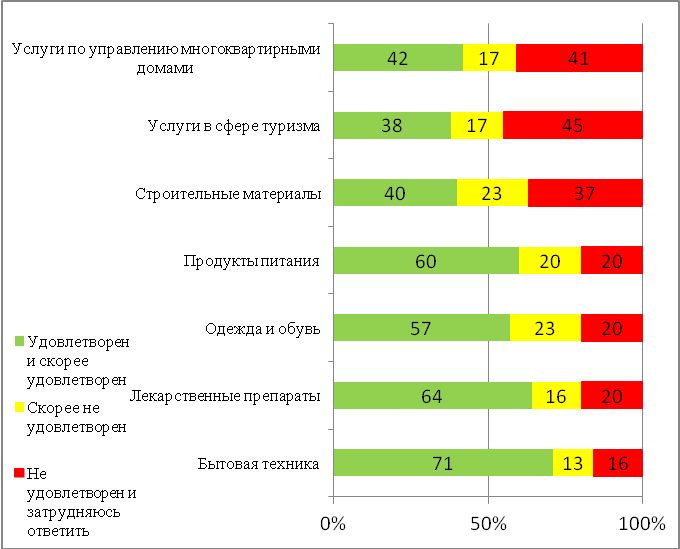 Услуги по управлению многоквартирными
домами
42 17 41
Услуги в сфере туризма
38 17 45
Строительные материалы
40 23 37
Продукты питания
60 20 20
Одежда и обувь
57 23 20
Лекарственные препараты
64 16 20
Бытовая техника
71 13 16
0% 50% 100%
Удовлетворен
и скорее
удовлетворен
Скорее не
удовлетворен
Не
удовлетворен и
затрудняюсь
ответить